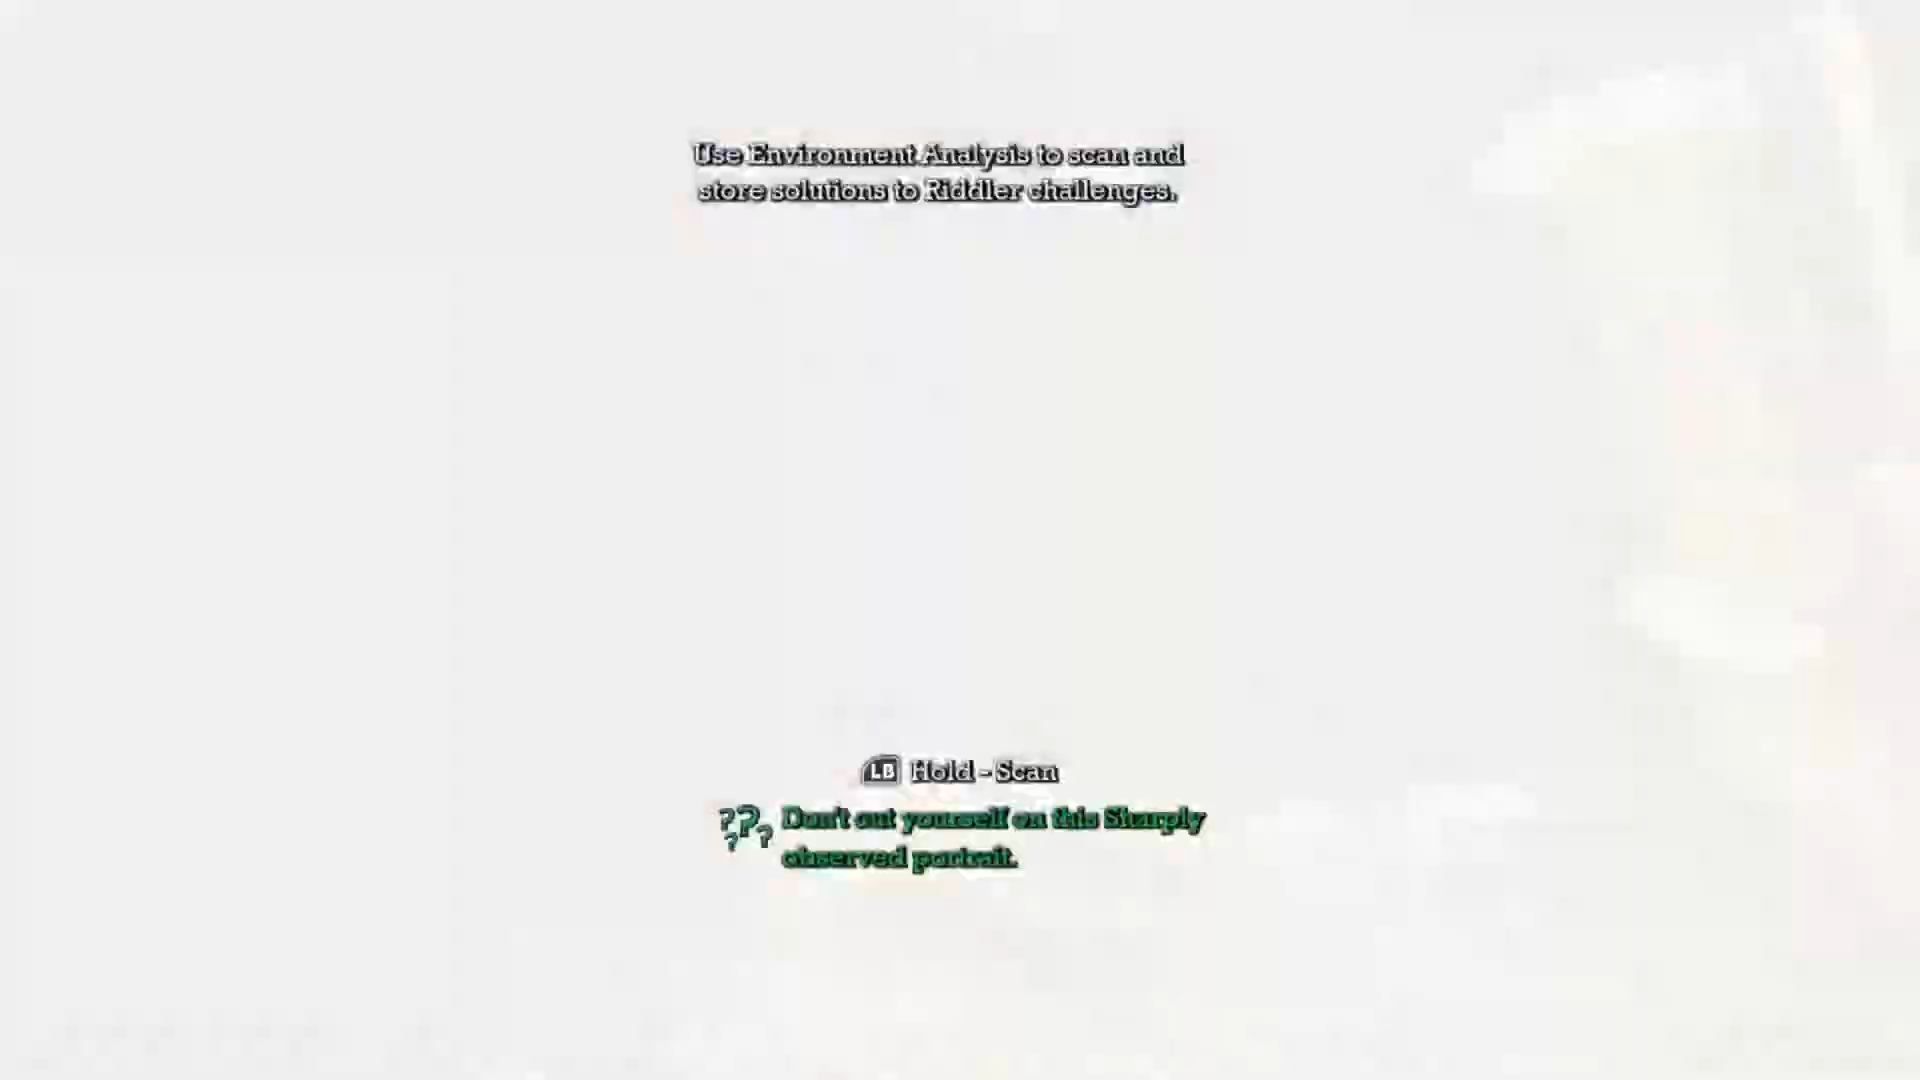 Use Environment Analysis to scan and
store solutions to Riddler challenges.
LB Hold - Scan
???? Don't cut yourself on this Sharply
observed portrait.